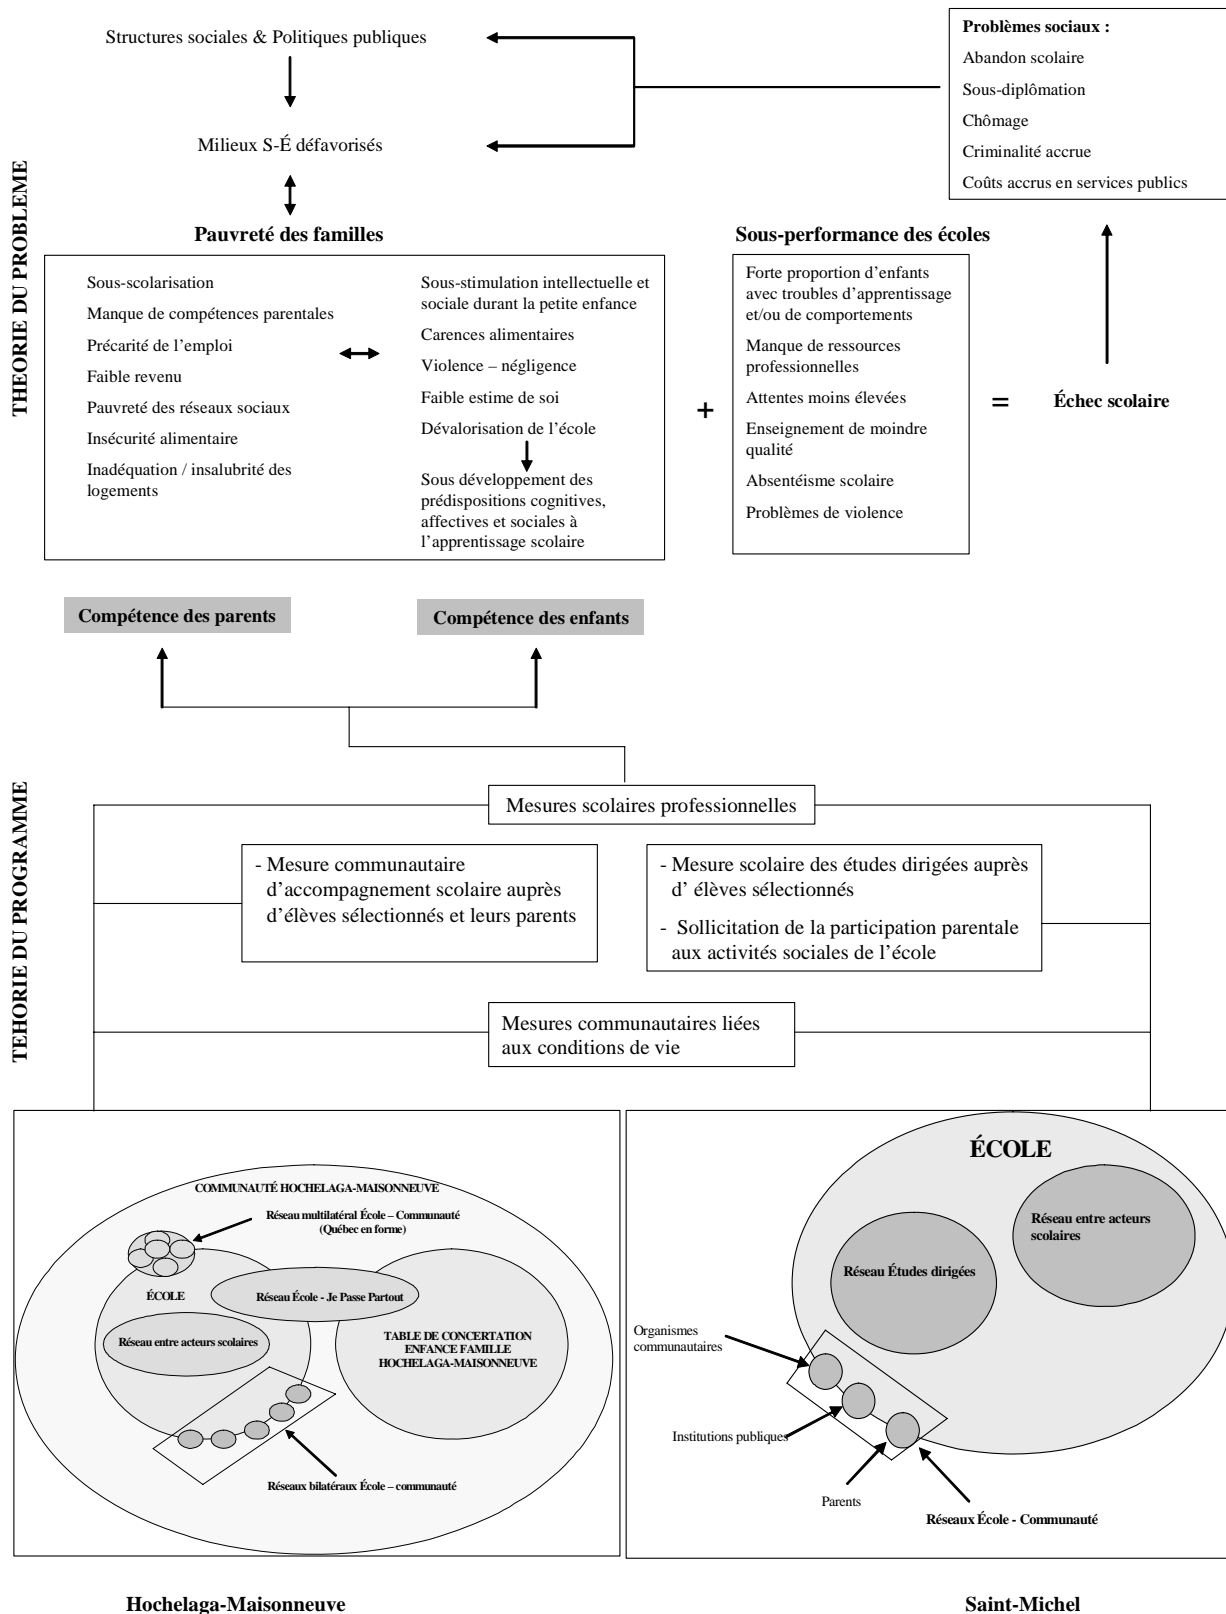 Structures sociales & Politiques publiques
Milieux S-É défavorisés
Problèmes sociaux :
Abandon scolaire
Sous-diplômation
Chômage
Criminalité accrue
Coûts accrus en services publics
THEORIE DU PROBLEME
Pauvreté des familles
Sous-scolarisation
Manque de compétences parentales
Précarité de l'emploi
Faible revenu
Pauvreté des réseaux sociaux
Insécurité alimentaire
Inadéquation / insalubrité des
logements
Sous-stimulation intellectuelle et
sociale durant la petite enfance
Carences alimentaires
Violence – négligence
Faible estime de soi
Dévalorisation de l'école
Sous développement des
prédispositions cognitives,
affectives et sociales à
l'apprentissage scolaire
+
Sous-performance des écoles
Forte proportion d'enfants
avec troubles d'apprentissage
et/ou de comportements
Manque de ressources
professionnelles
Attentes moins élevées
Enseignement de moindre
qualité
Absentéisme scolaire
Problèmes de violence
=
Échec scolaire
Compétence des parents
Compétence des enfants
TEHORIE DU PROGRAMME
Mesures scolaires professionnelles
- Mesure communautaire
d'accompagnement scolaire auprès
d'élèves sélectionnés et leurs parents
- Mesure scolaire des études dirigées auprès
d' élèves sélectionnés
- Sollicitation de la participation parentale
aux activités sociales de l'école
Mesures communautaires liées
aux conditions de vie
COMMUNAUTÉ HOCHELAGA-MAISONNEUVE
Réseau multilatéral École – Communauté
(Québec en forme)
ÉCOLE
Réseau École - Je Passe Partout
Réseau entre acteurs scolaires
TABLE DE CONCERTATION
ENFANCE FAMILLE
HOCHELAGA-MAISONNEUVE
Réseaux bilatéraux École – communauté
ÉCOLE
Réseau entre acteurs
scolaires
Réseau Études dirigées
Organismes
communautaires
Institutions publiques
Parents
Réseaux École - Communauté
Hochelaga-Maisonneuve
Saint-Michel